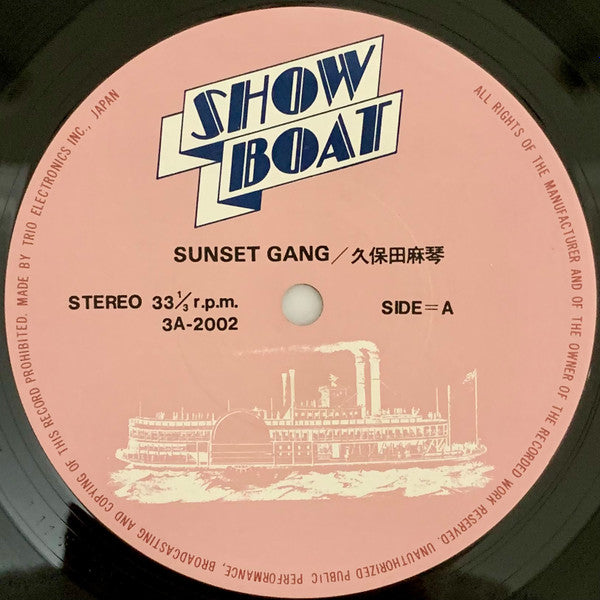 SHOW
BOAT
SUNSET GANG／久保田麻琴
STEREO 33⅓ r.p.m.
3A-2002
SIDE=A
ALL RIGHTS OF THE MANUFACTURER AND OF THE OWNER OF THE RECORDED WORK RESERVED. UNAUTHORIZED PUBLIC PERFORMANCE, BROADCASTING AND COPYING OF THIS RECORD PROHIBITED. MADE BY TRIO ELECTRONICS INC., JAPAN